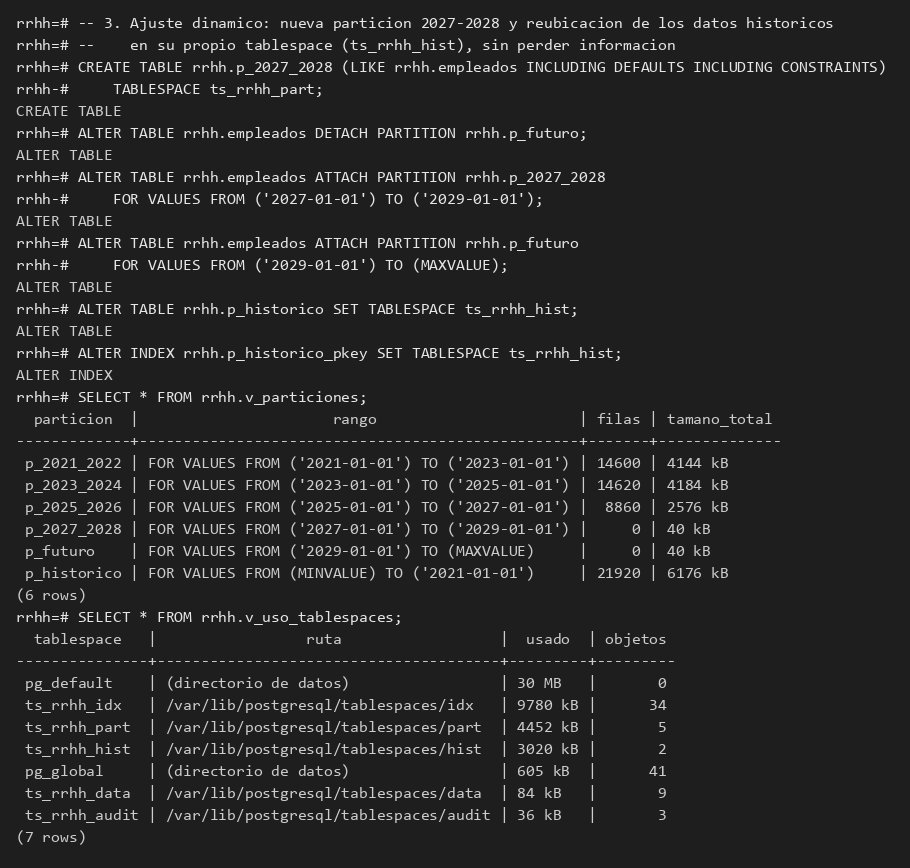 rrhh=# -- 3. Ajuste dinamico: nueva particion 2027-2028 y reubicacion de los datos historicos
rrhh=# --    en su propio tablespace (ts_rrhh_hist), sin perder informacion
rrhh=# CREATE TABLE rrhh.p_2027_2028 (LIKE rrhh.empleados INCLUDING DEFAULTS INCLUDING CONSTRAINTS)
rrhh-#     TABLESPACE ts_rrhh_part;
CREATE TABLE
rrhh=# ALTER TABLE rrhh.empleados DETACH PARTITION rrhh.p_futuro;
ALTER TABLE
rrhh=# ALTER TABLE rrhh.empleados ATTACH PARTITION rrhh.p_2027_2028
rrhh-#     FOR VALUES FROM ('2027-01-01') TO ('2029-01-01');
ALTER TABLE
rrhh=# ALTER TABLE rrhh.empleados ATTACH PARTITION rrhh.p_futuro
rrhh-#     FOR VALUES FROM ('2029-01-01') TO (MAXVALUE);
ALTER TABLE
rrhh=# ALTER TABLE rrhh.p_historico SET TABLESPACE ts_rrhh_hist;
ALTER TABLE
rrhh=# ALTER INDEX rrhh.p_historico_pkey SET TABLESPACE ts_rrhh_hist;
ALTER INDEX
rrhh=# SELECT * FROM rrhh.v_particiones;
  particion  |                      rango                       | filas | tamano_total
-------------+--------------------------------------------------+-------+--------------
 p_2021_2022 | FOR VALUES FROM ('2021-01-01') TO ('2023-01-01') | 14600 | 4144 kB
 p_2023_2024 | FOR VALUES FROM ('2023-01-01') TO ('2025-01-01') | 14620 | 4184 kB
 p_2025_2026 | FOR VALUES FROM ('2025-01-01') TO ('2027-01-01') |  8860 | 2576 kB
 p_2027_2028 | FOR VALUES FROM ('2027-01-01') TO ('2029-01-01') |     0 | 40 kB
 p_futuro    | FOR VALUES FROM ('2029-01-01') TO (MAXVALUE)     |     0 | 40 kB
 p_historico | FOR VALUES FROM (MINVALUE) TO ('2021-01-01')     | 21920 | 6176 kB
(6 rows)
rrhh=# SELECT * FROM rrhh.v_uso_tablespaces;
  tablespace   |                 ruta                  |  usado  | objetos
---------------+---------------------------------------+---------+---------
 pg_default    | (directorio de datos)                 | 30 MB   |       0
 ts_rrhh_idx   | /var/lib/postgresql/tablespaces/idx   | 9780 kB |      34
 ts_rrhh_part  | /var/lib/postgresql/tablespaces/part  | 4452 kB |       5
 ts_rrhh_hist  | /var/lib/postgresql/tablespaces/hist  | 3020 kB |       2
 pg_global     | (directorio de datos)                 | 605 kB  |      41
 ts_rrhh_data  | /var/lib/postgresql/tablespaces/data  | 84 kB   |       9
 ts_rrhh_audit | /var/lib/postgresql/tablespaces/audit | 36 kB   |       3
(7 rows)